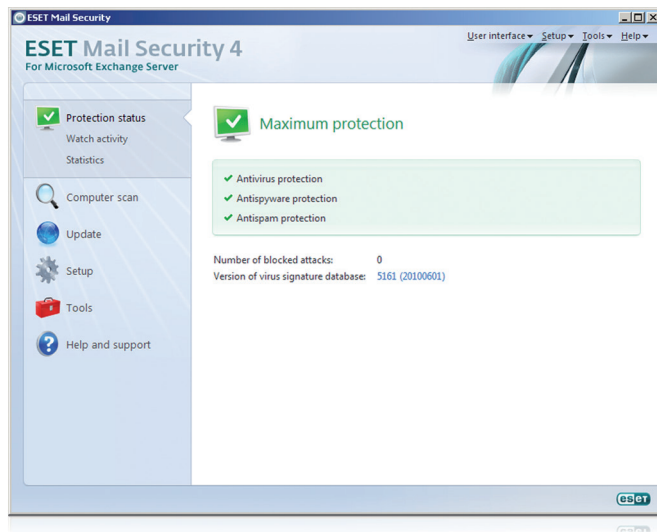 ESET Mail Security
User interface Setup Tools Help
ESET Mail Security 4
For Microsoft Exchange Server
Protection status
Watch activity
Statistics
Computer scan
Update
Setup
Tools
Help and support
Maximum protection
Antivirus protection
Antispyware protection
Antispam protection
Number of blocked attacks: 0
Version of virus signature database: 5161 (20100601)
eset